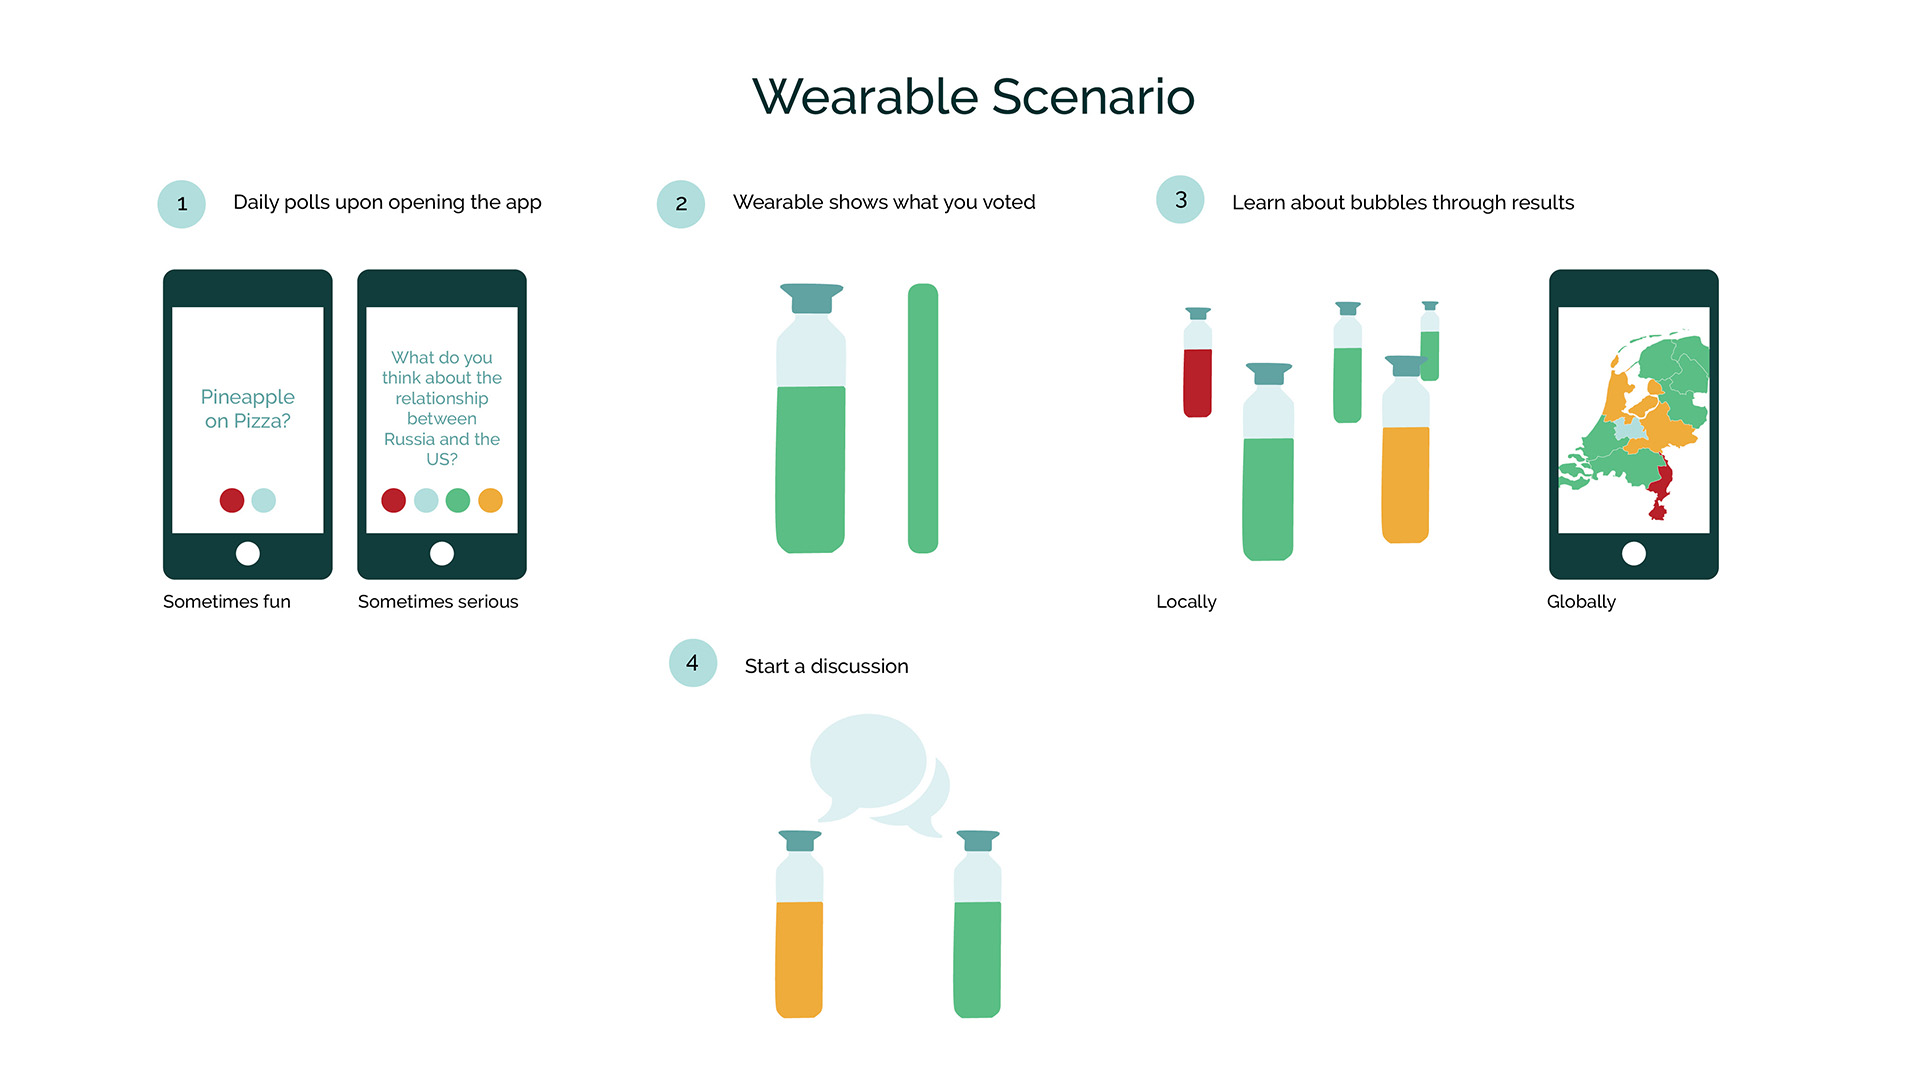 Wearable Scenario
1
Daily polls upon opening the app
Pineapple
on Pizza?
Sometimes fun
What do you
think about the
relationship
between
Russia and the
US?
Sometimes serious
2
Wearable shows what you voted
3
Learn about bubbles through results
Locally
Globally
4
Start a discussion